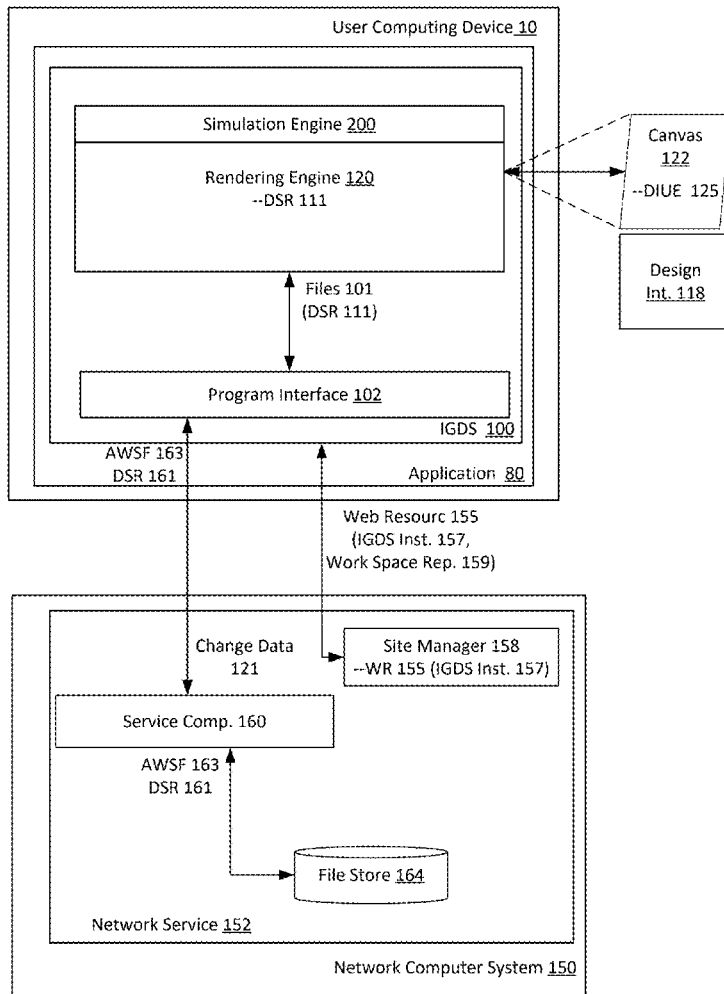 User Computing Device 10
Simulation Engine 200
Rendering Engine 120
--DSR 111
Canvas
122
--DIUE 125
Design
Int. 118
Files 101
(DSR 111)
Program Interface 102
IGDS 100
AWSF 163
DSR 161
Application 80
Web Resourc 155
(IGDS Inst. 157,
Work Space Rep. 159)
Change Data
121
Site Manager 158
--WR 155 (IGDS Inst. 157)
Service Comp. 160
AWSF 163
DSR 161
File Store 164
Network Service 152
Network Computer System 150